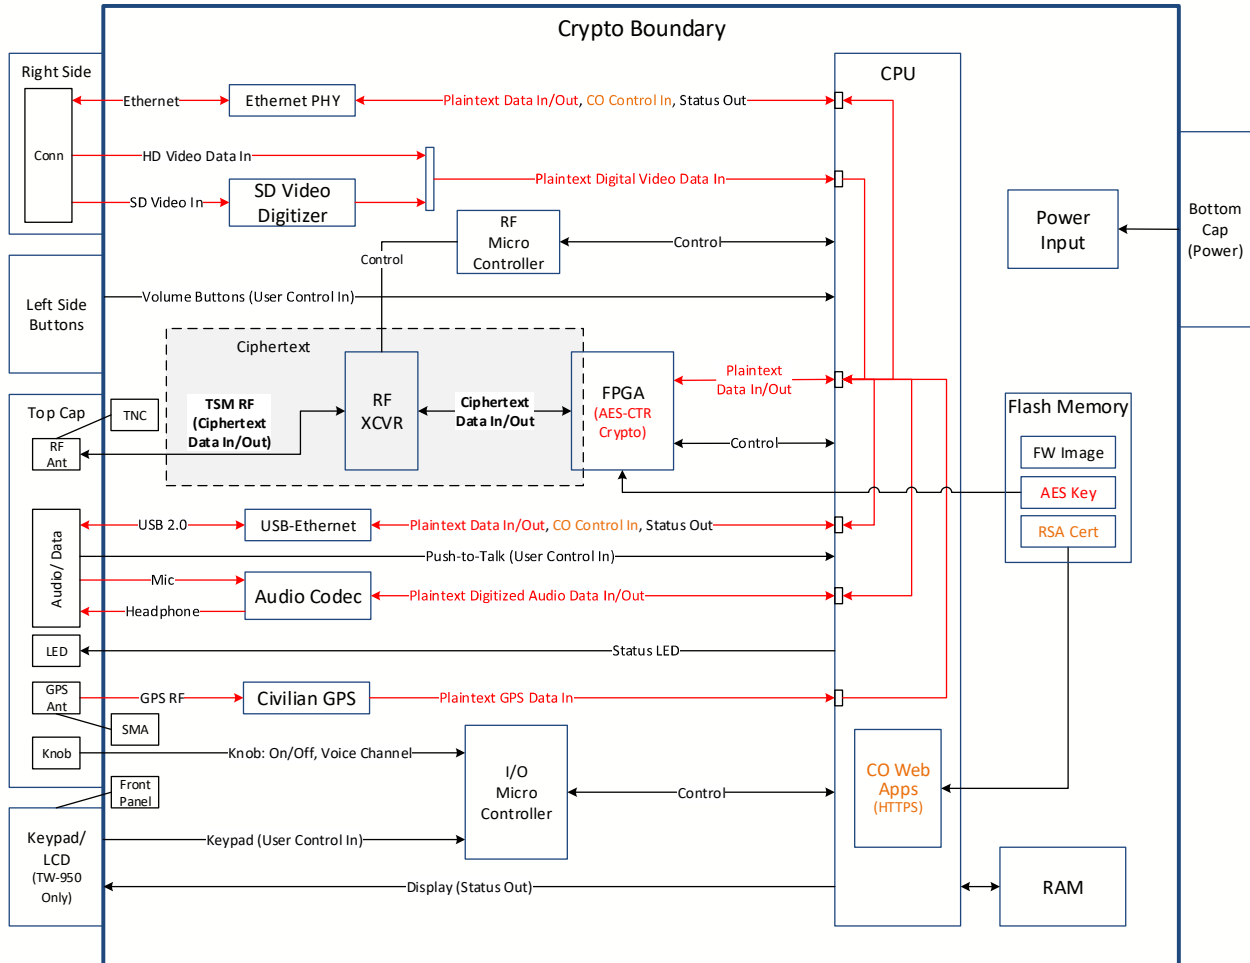 Crypto Boundary
Right Side
Conn
Ethernet
Ethernet PHY
Plaintext Data In/Out, CO Control In, Status Out
CPU
HD Video Data In
SD Video In
SD Video
Digitizer
Plaintext Digital Video Data In
RF
Micro
Controller
Control
Control
Power
Input
Bottom
Cap
(Power)
Left Side
Buttons
Volume Buttons (User Control In)
Ciphertext
TSM RF
(Ciphertext
Data In/Out)
RF
XCVR
Ciphertext
Data In/Out
FPGA
(AES-CTR
Crypto)
Plaintext
Data In/Out
Control
Top Cap
TNC
RF
Ant
Flash Memory
FW Image
AES Key
RSA Cert
Audio/ Data
USB 2.0
USB-Ethernet
Plaintext Data In/Out, CO Control In, Status Out
Push-to-Talk (User Control In)
Mic
Headphone
Audio Codec
Plaintext Digitized Audio Data In/Out
LED
Status LED
GPS
Ant
GPS RF
Civilian GPS
Plaintext GPS Data In
SMA
Knob
Knob: On/Off, Voice Channel
I/O
Micro
Controller
Control
CO Web
Apps
(HTTPS)
Front
Panel
Keypad/
LCD
(TW-950
Only)
Keypad (User Control In)
Display (Status Out)
RAM